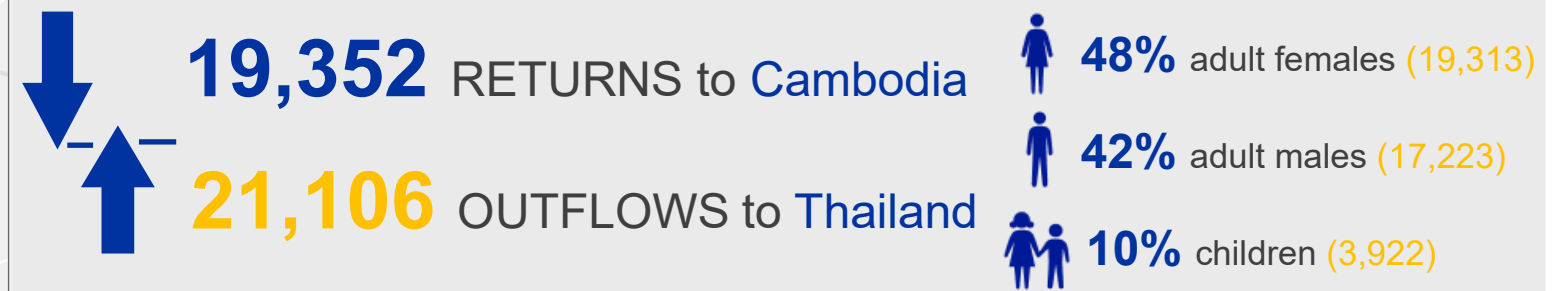 19,352 RETURNS to Cambodia
21,106 OUTFLOWS to Thailand
48% adult females (19,313)
42% adult males (17,223)
10% children (3,922)